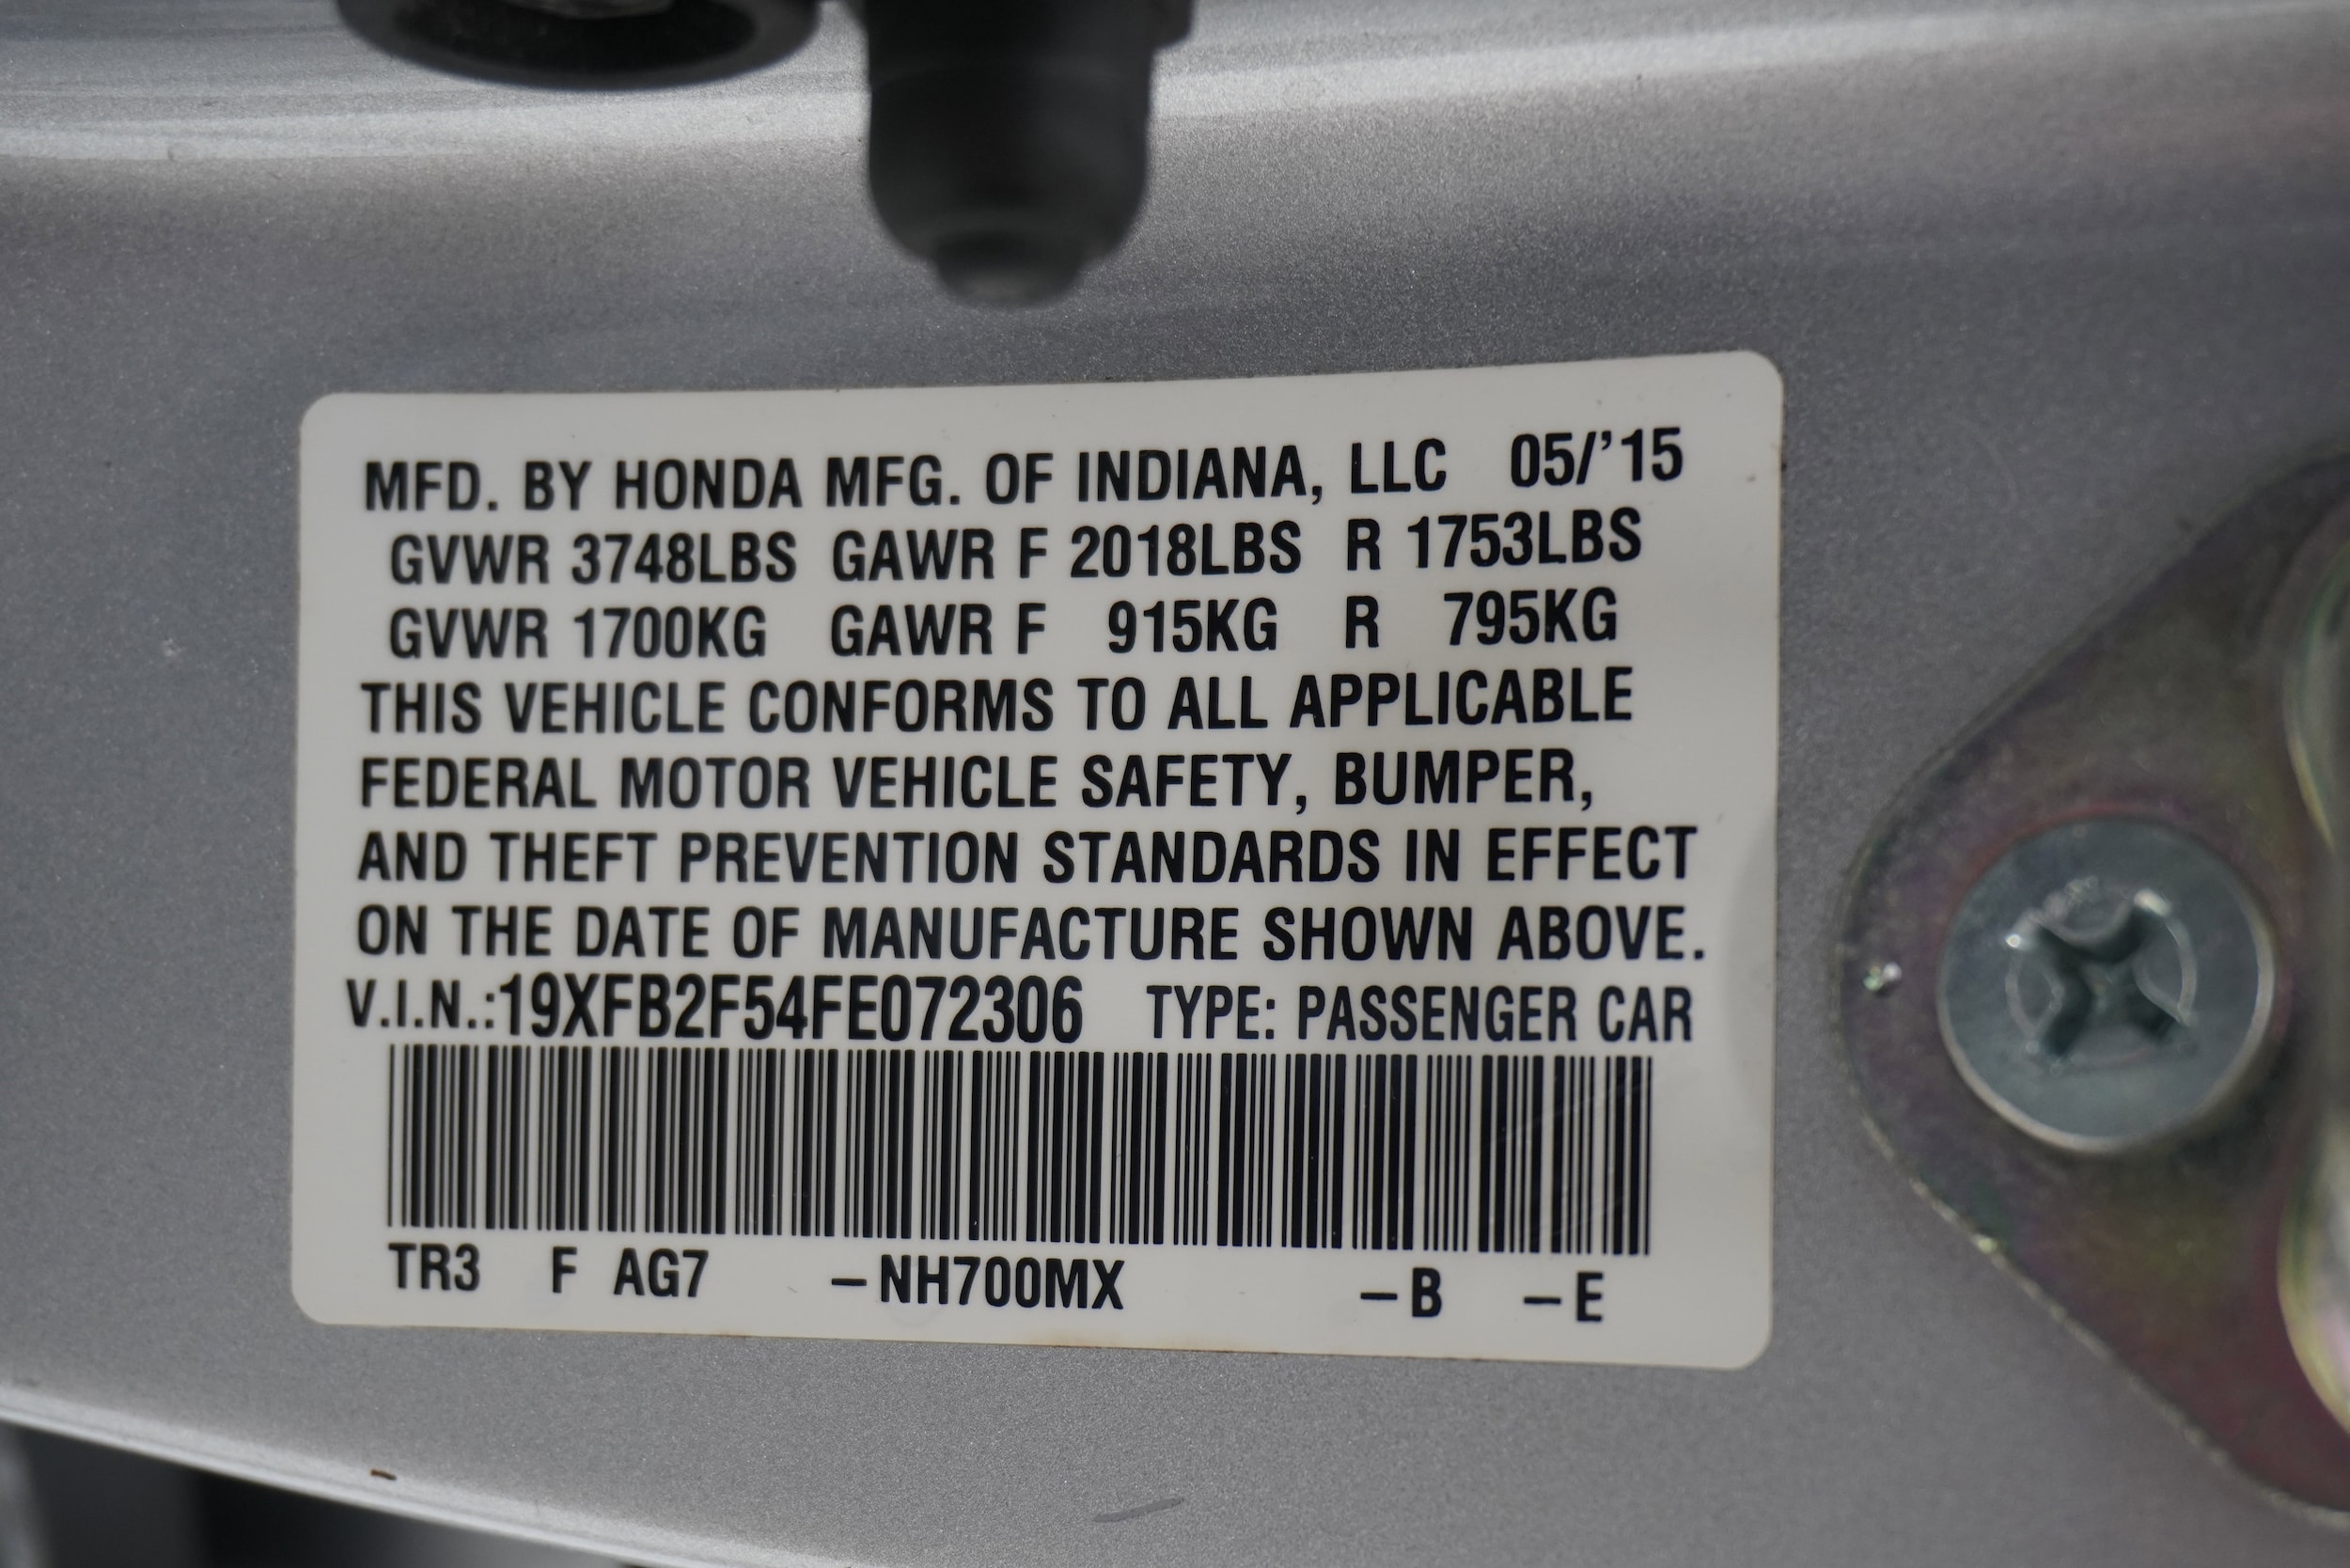 MFD. BY HONDA MFG. OF INDIANA, LLC 05/'15
GVWR 3748LBS GAWR F 2018LBS R 1753LBS
GVWR 1700KG GAWR F 915KG R 795KG
THIS VEHICLE CONFORMS TO ALL APPLICABLE
FEDERAL MOTOR VEHICLE SAFETY, BUMPER,
AND THEFT PREVENTION STANDARDS IN EFFECT
ON THE DATE OF MANUFACTURE SHOWN ABOVE.
V.I.N.:19XFB2F54FE072306 TYPE: PASSENGER CAR
TR3 F AG7 –NH700MX –B –E